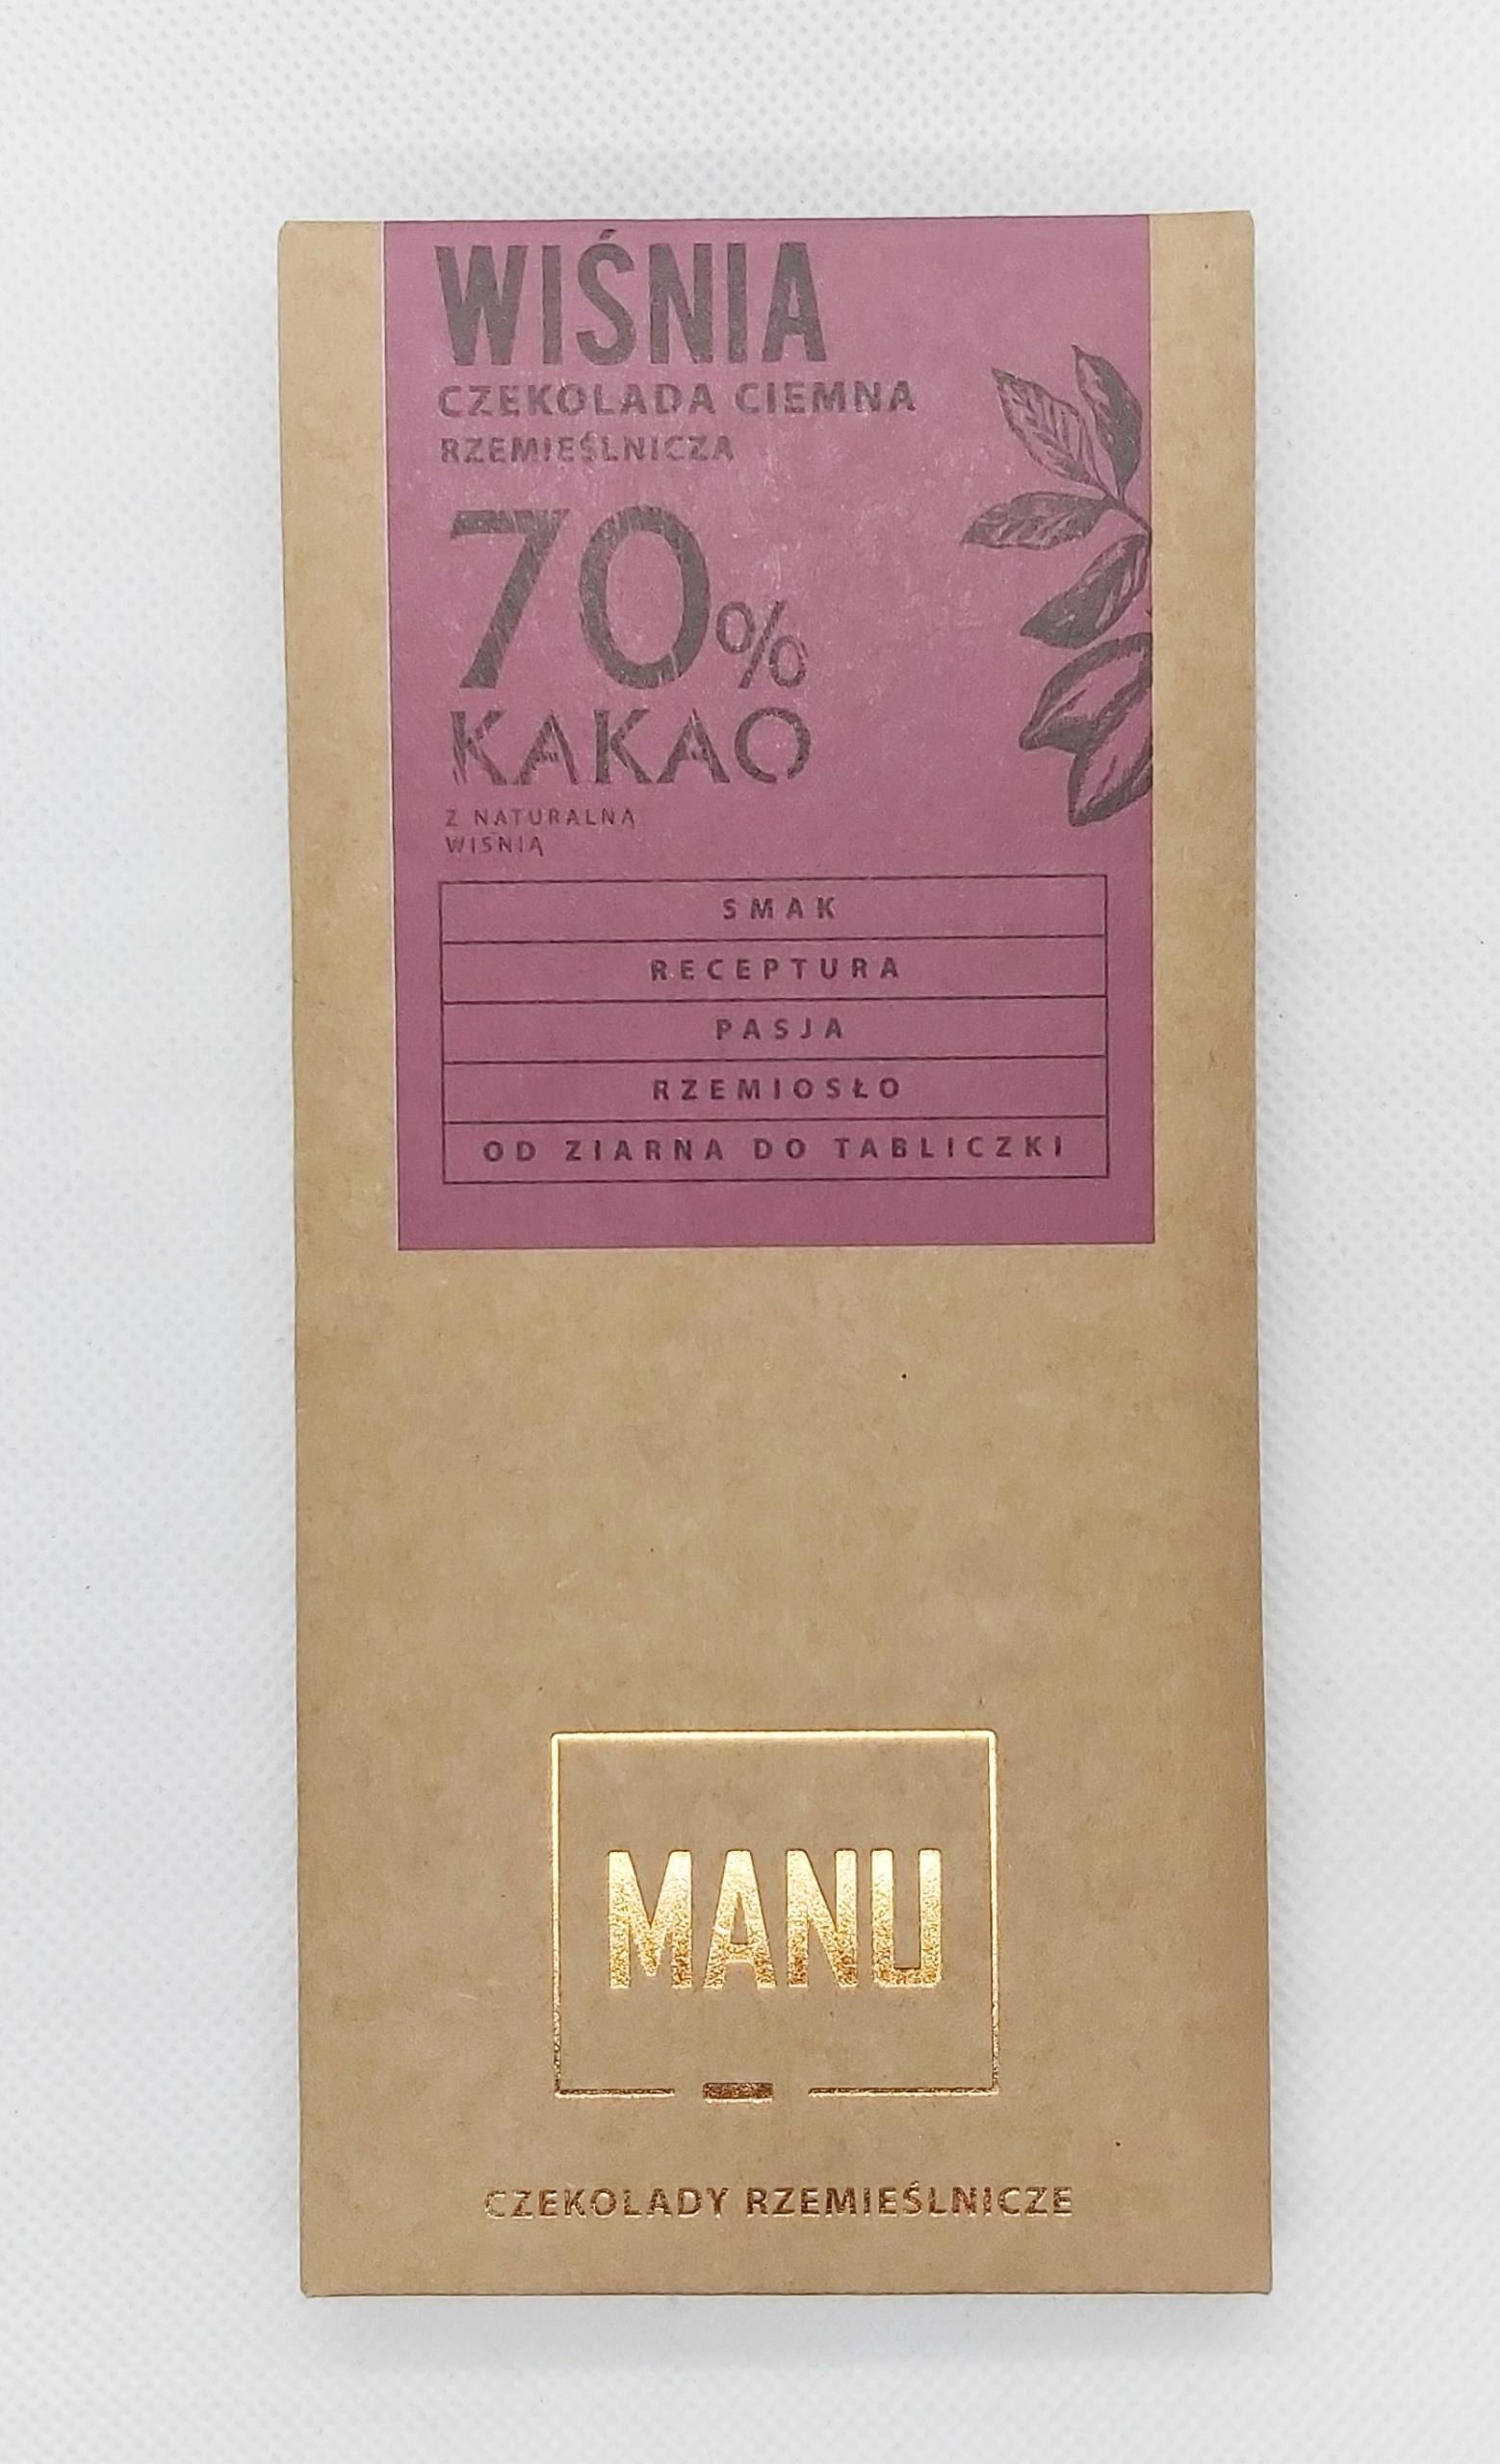 WIŚNIA
CZEKOLADA CIEMNA
RZEMIEŚLNICZA
70%
KAKAO
Z NATURALNĄ
WIŚNIĄ
SMAK
RECEPTURA
PASJA
RZEMIOSŁO
OD ZIARNA DO TABLICZKI
MANU
CZEKOLADY RZEMIEŚLNICZE